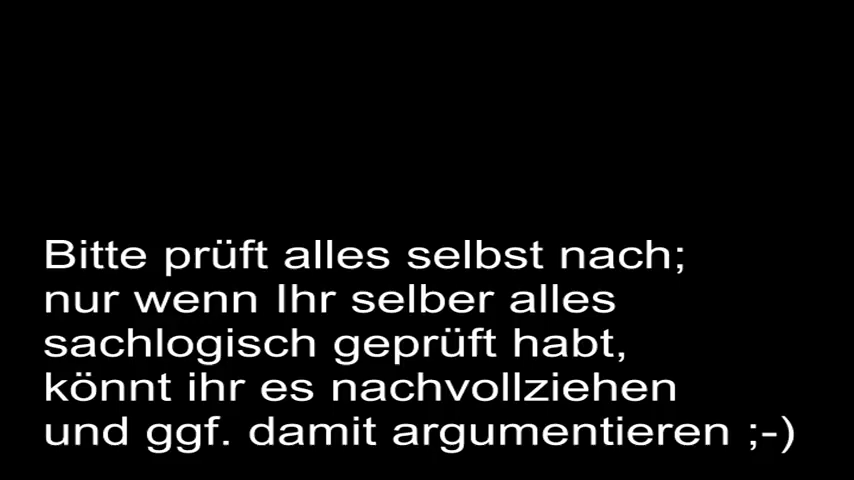 Bitte prüft alles selbst nach;
nur wenn Ihr selber alles
sachlogisch geprüft habt,
könnt ihr es nachvollziehen
und ggf. damit argumentieren ;-)